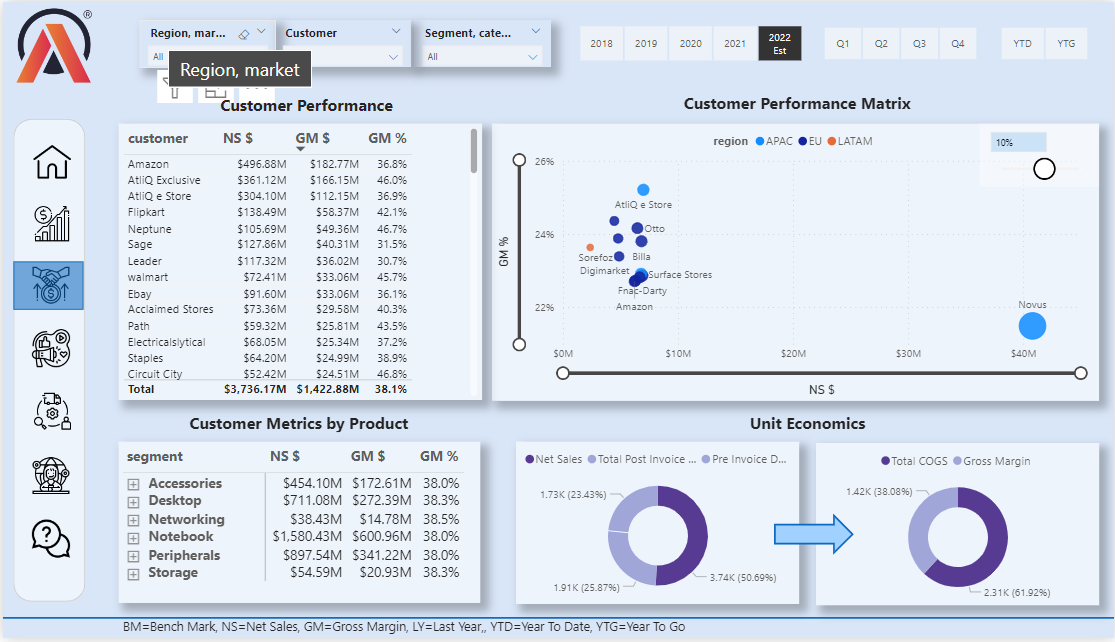 ®
Region, mar...
Customer
Segment, cate...
All
All
Region, market
2018
2019
2020
2021
2022
Est
Q1
Q2
Q3
Q4
YTD
YTG
Customer Performance
customer NS $ GM $ GM %
Amazon $496.88M $182.77M 36.8%
AtliQ Exclusive $361.12M $166.15M 46.0%
AtliQ e Store $304.10M $112.15M 36.9%
Flipkart $138.49M $58.37M 42.1%
Neptune $105.69M $49.36M 46.7%
Sage $127.86M $40.31M 31.5%
Leader $117.32M $36.02M 30.7%
walmart $72.41M $33.06M 45.7%
Ebay $91.60M $33.06M 36.1%
Acclaimed Stores $73.36M $29.58M 40.3%
Path $59.32M $25.81M 43.5%
Electricalslytical $68.05M $25.34M 37.2%
Staples $64.20M $24.99M 38.9%
Circuit City $52.42M $24.51M 46.8%
Total $3,736.17M $1,422.88M 38.1%
Customer Performance Matrix
region APAC EU LATAM
10%
GM %
26%
24%
22%
AtliQ e Store
Otto
Sorefoz
Billa
Digimarket
Surface Stores
Fnac-Darty
Amazon
Novus
$0M $10M $20M $30M $40M
NS $
Customer Metrics by Product
segment NS $ GM $ GM %
Accessories $454.10M $172.61M 38.0%
Desktop $711.08M $272.39M 38.3%
Networking $38.43M $14.78M 38.5%
Notebook $1,580.43M $600.96M 38.0%
Peripherals $897.54M $341.22M 38.0%
Storage $54.59M $20.93M 38.3%
Unit Economics
Net Sales Total Post Invoice ... Pre Invoice D...
1.73K (23.43%)
1.91K (25.87%)
3.74K (50.69%)
Total COGS Gross Margin
1.42K (38.08%)
2.31K (61.92%)
BM=Bench Mark, NS=Net Sales, GM=Gross Margin, LY=Last Year,, YTD=Year To Date, YTG=Year To Go